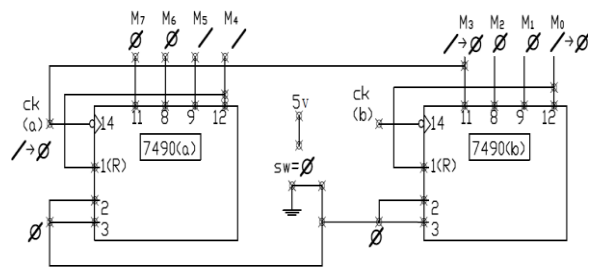 M7 M6 M5 M4
Ø Ø / /
M3 M2 M1 M0
/→Ø Ø Ø /→Ø
ck
(a)
/→Ø
11 8 9 12
14
7490(a)
1(R)
2
3
Ø
5v
sw=Ø
ck
(b)
11 8 9 12
14
7490(b)
1(R)
2
3
Ø